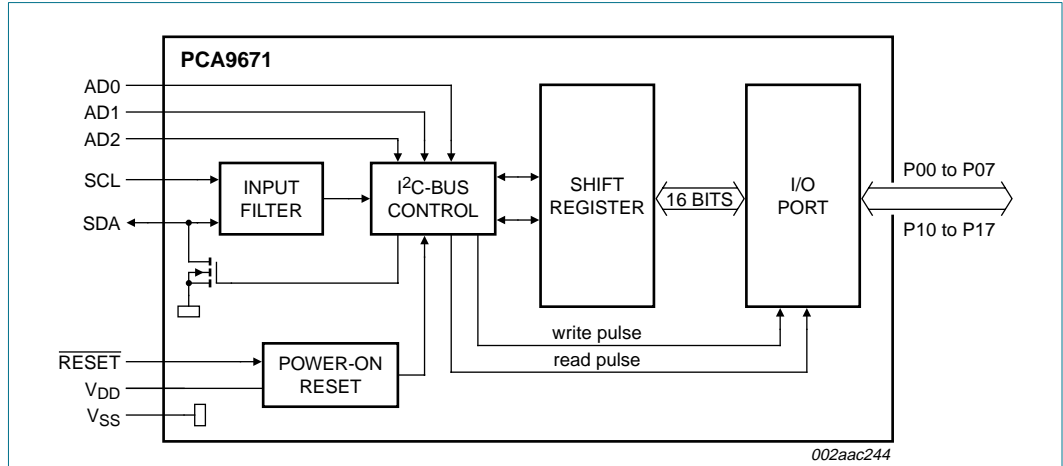 PCA9671
AD0
AD1
AD2
SCL
SDA
INPUT
FILTER
I²C-BUS
CONTROL
SHIFT
REGISTER
16 BITS
I/O
PORT
P00 to P07
P10 to P17
write pulse
read pulse
RESET
VDD
VSS
POWER-ON
RESET
002aac244